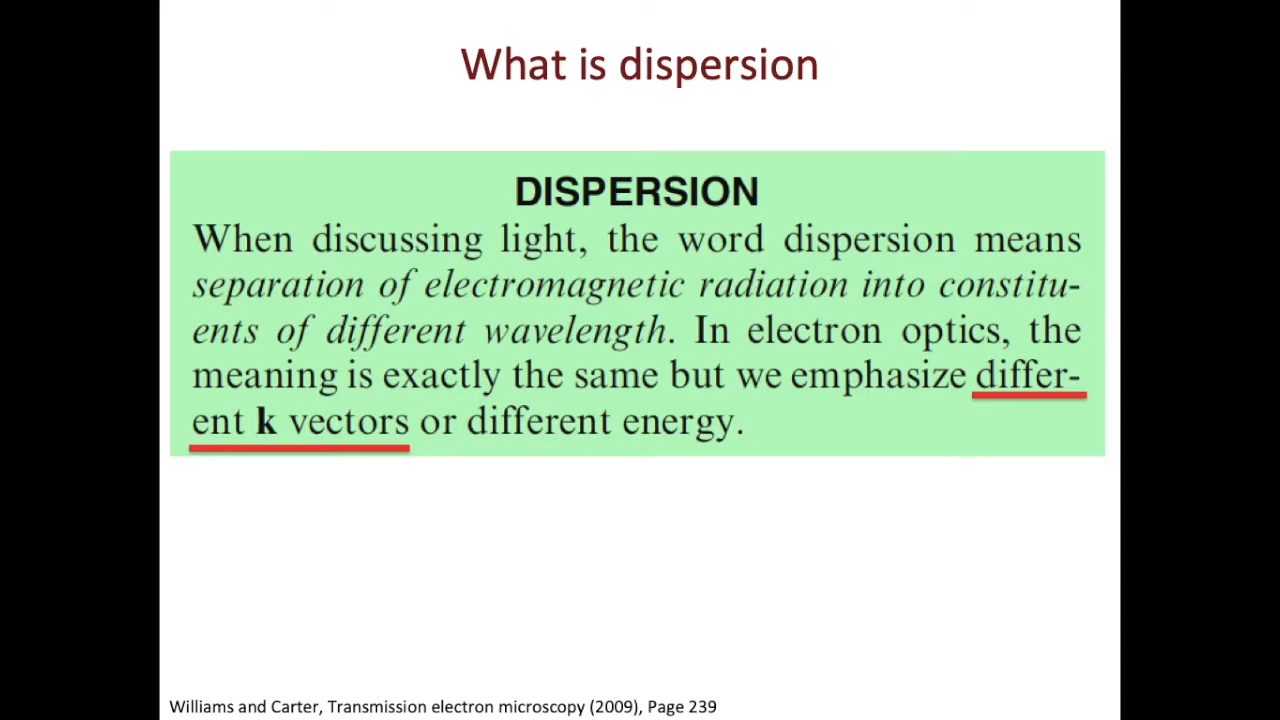 What is dispersion
DISPERSION
When discussing light, the word dispersion means
separation of electromagnetic radiation into constitu-
ents of different wavelength. In electron optics, the
meaning is exactly the same but we emphasize differ-
ent k vectors or different energy.
Williams and Carter, Transmission electron microscopy (2009), Page 239